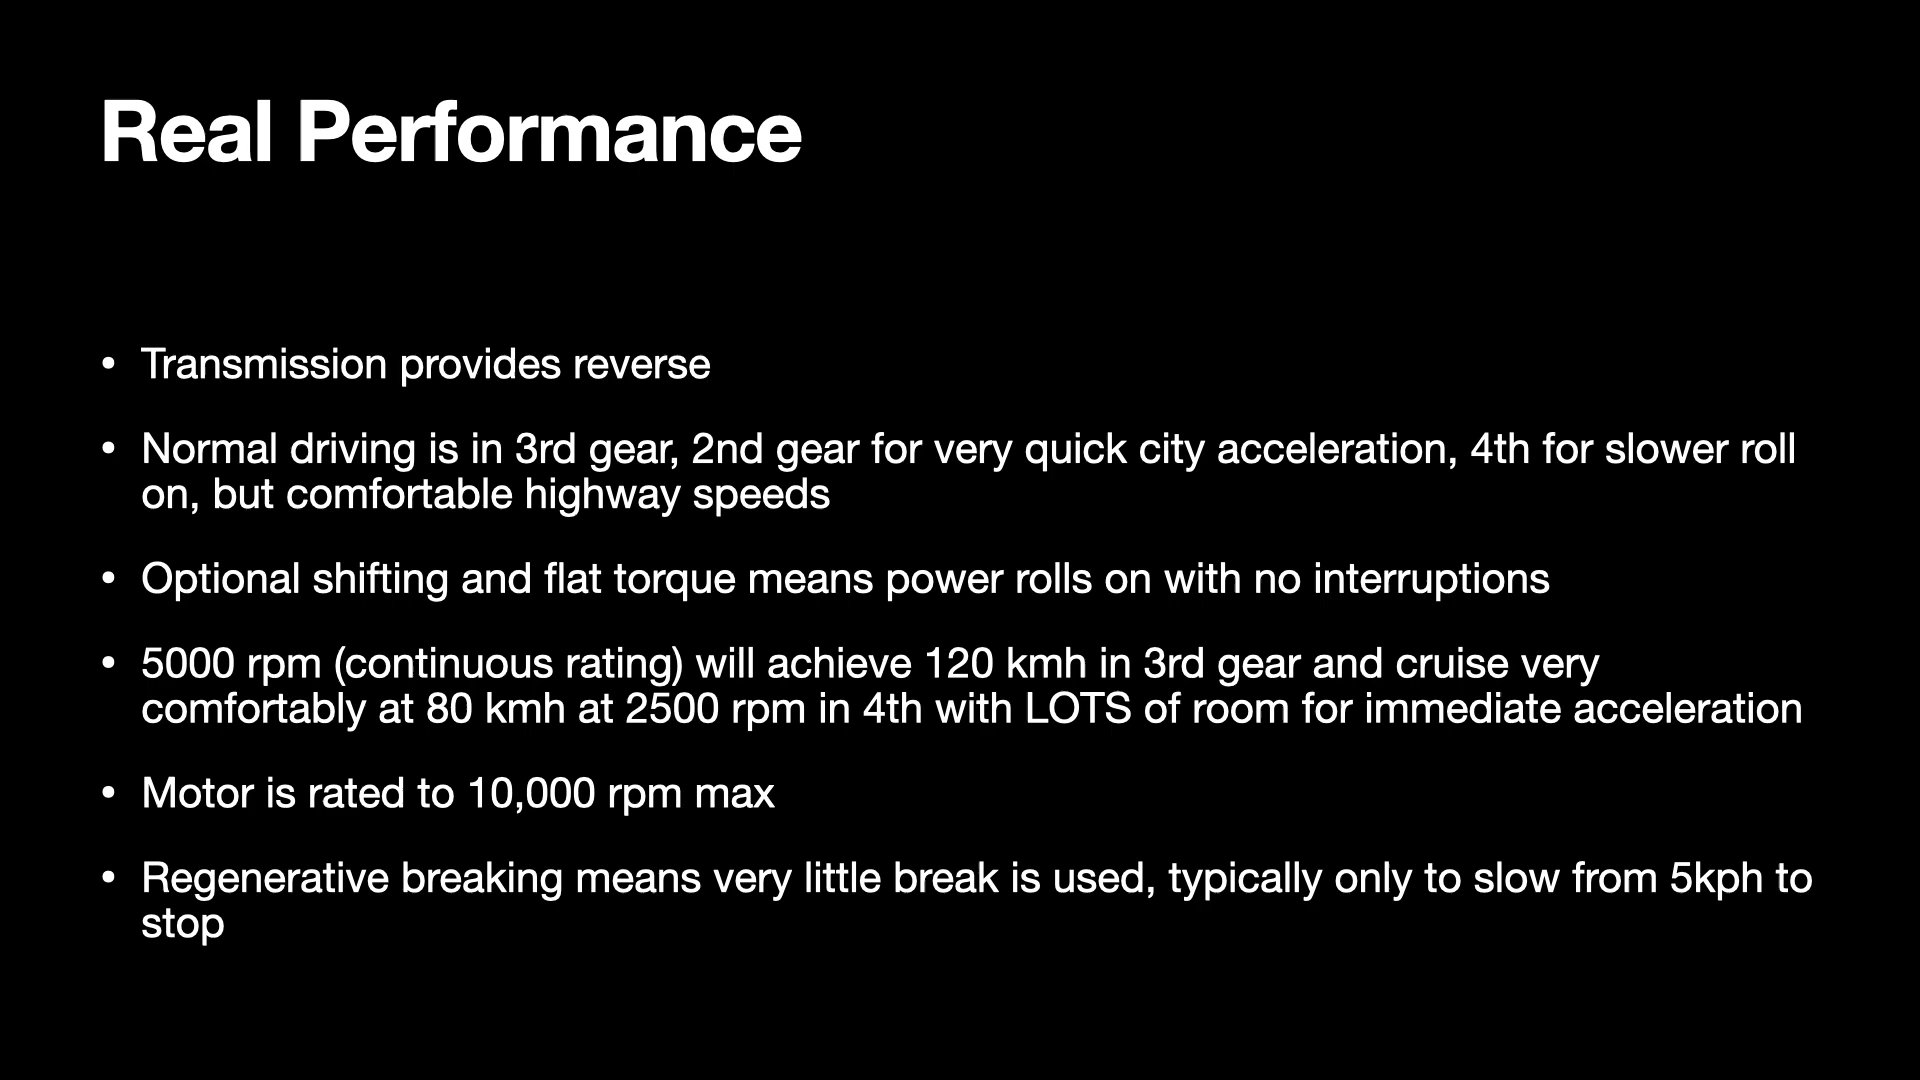 Real Performance
• Transmission provides reverse
• Normal driving is in 3rd gear, 2nd gear for very quick city acceleration, 4th for slower roll
on, but comfortable highway speeds
• Optional shifting and flat torque means power rolls on with no interruptions
• 5000 rpm (continuous rating) will achieve 120 kmh in 3rd gear and cruise very
comfortably at 80 kmh at 2500 rpm in 4th with LOTS of room for immediate acceleration
• Motor is rated to 10,000 rpm max
• Regenerative breaking means very little break is used, typically only to slow from 5kph to
stop